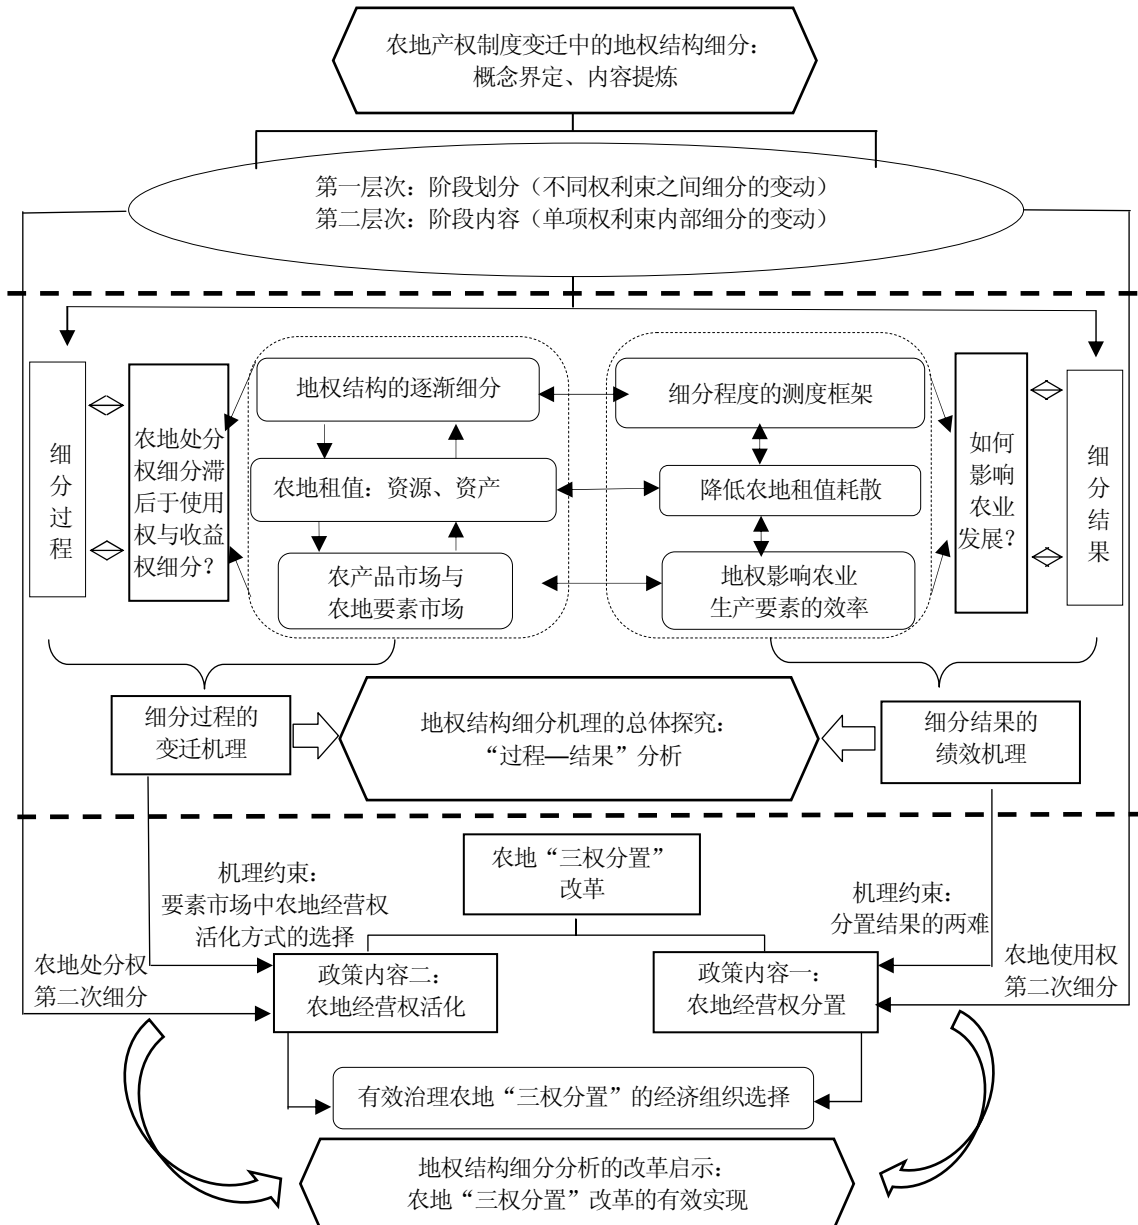 农地产权制度变迁中的地权结构细分：
概念界定、内容提炼
第一层次：阶段划分（不同权利束之间细分的变动）
第二层次：阶段内容（单项权利束内部细分的变动）
细
分
过
程
农地处分
权细分滞
后于使用
权与收益
权细分？
地权结构的逐渐细分
农地租值：资源、资产
农产品市场与
农地要素市场
细分程度的测度框架
降低农地租值耗散
地权影响农业
生产要素的效率
如何
影响
农业
发展？
细
分
结
果
细分过程的
变迁机理
地权结构细分机理的总体探究：
“过程—结果”分析
细分结果的
绩效机理
农地“三权分置”
改革
机理约束：
要素市场中农地经营权
活化方式的选择
机理约束：
分置结果的两难
农地处分权
第二次细分
政策内容二：
农地经营权活化
政策内容一：
农地经营权分置
农地使用权
第二次细分
有效治理农地“三权分置”的经济组织选择
地权结构细分分析的改革启示：
农地“三权分置”改革的有效实现